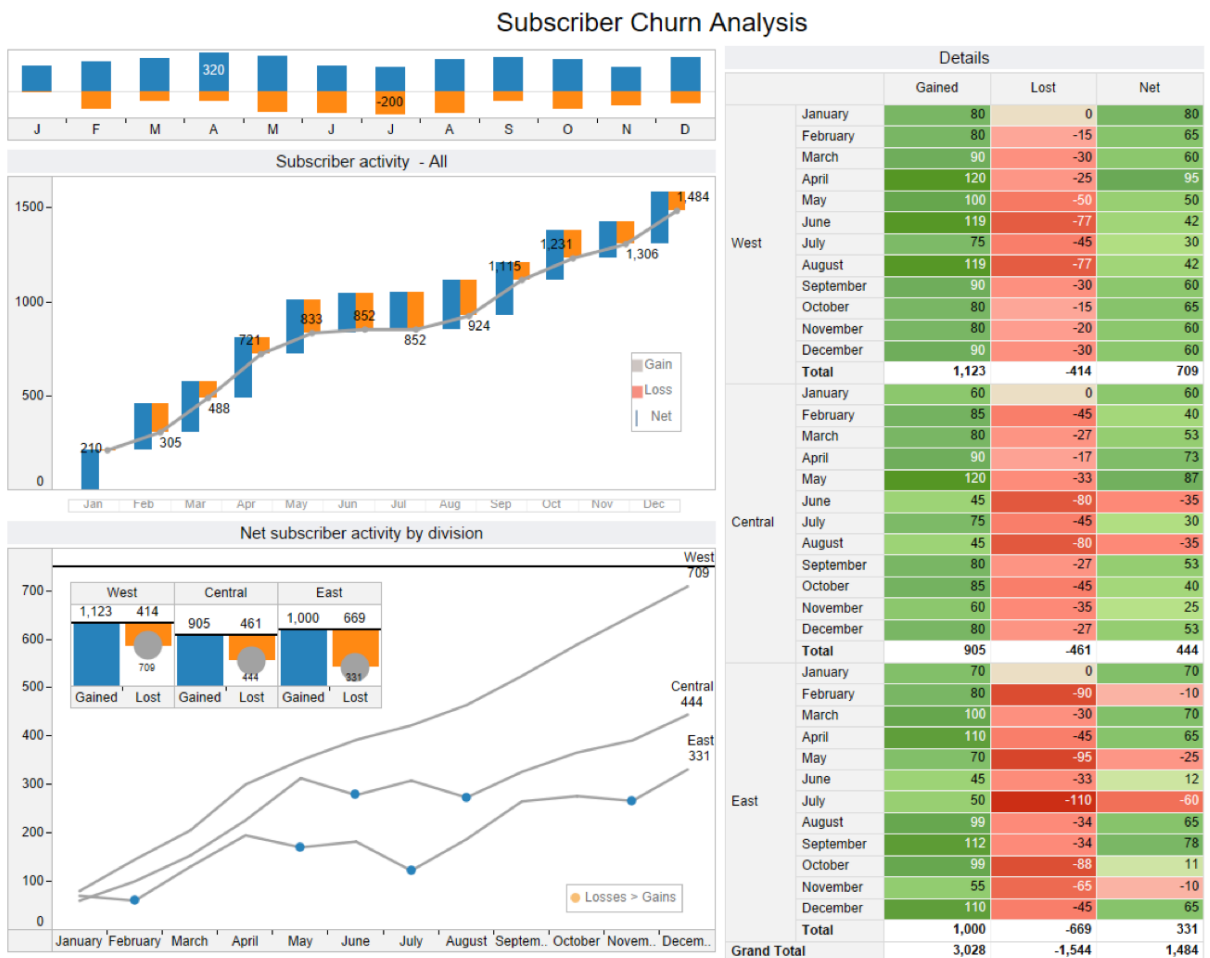 Subscriber Churn Analysis
320
-200
J F M A M J J A S O N D
Subscriber activity - All
1500
1000
500
0
210
305
488
721
833
852
852
924
1,115
1,231
1,306
1,484
Gain
Loss
Net
Jan Feb Mar Apr May Jun Jul Aug Sep Oct Nov Dec
Net subscriber activity by division
700
600
500
400
300
200
100
0
West Central East
1,123 414 905 461 1,000 669
709 444 331
Gained Lost Gained Lost Gained Lost
West
709
Central
444
East
331
Losses > Gains
January February March April May June July August Septem.. October Novem.. Decem..
Details
Gained Lost Net
West
January 80 0 80
February 80 -15 65
March 90 -30 60
April 120 -25 95
May 100 -50 50
June 119 -77 42
July 75 -45 30
August 119 -77 42
September 90 -30 60
October 80 -15 65
November 80 -20 60
December 90 -30 60
Total 1,123 -414 709
Central
January 60 0 60
February 85 -45 40
March 80 -27 53
April 90 -17 73
May 120 -33 87
June 45 -80 -35
July 75 -45 30
August 45 -80 -35
September 80 -27 53
October 85 -45 40
November 60 -35 25
December 80 -27 53
Total 905 -461 444
East
January 70 0 70
February 80 -90 -10
March 100 -30 70
April 110 -45 65
May 70 -95 -25
June 45 -33 12
July 50 -110 -60
August 99 -34 65
September 112 -34 78
October 99 -88 11
November 55 -65 -10
December 110 -45 65
Total 1,000 -669 331
Grand Total 3,028 -1,544 1,484